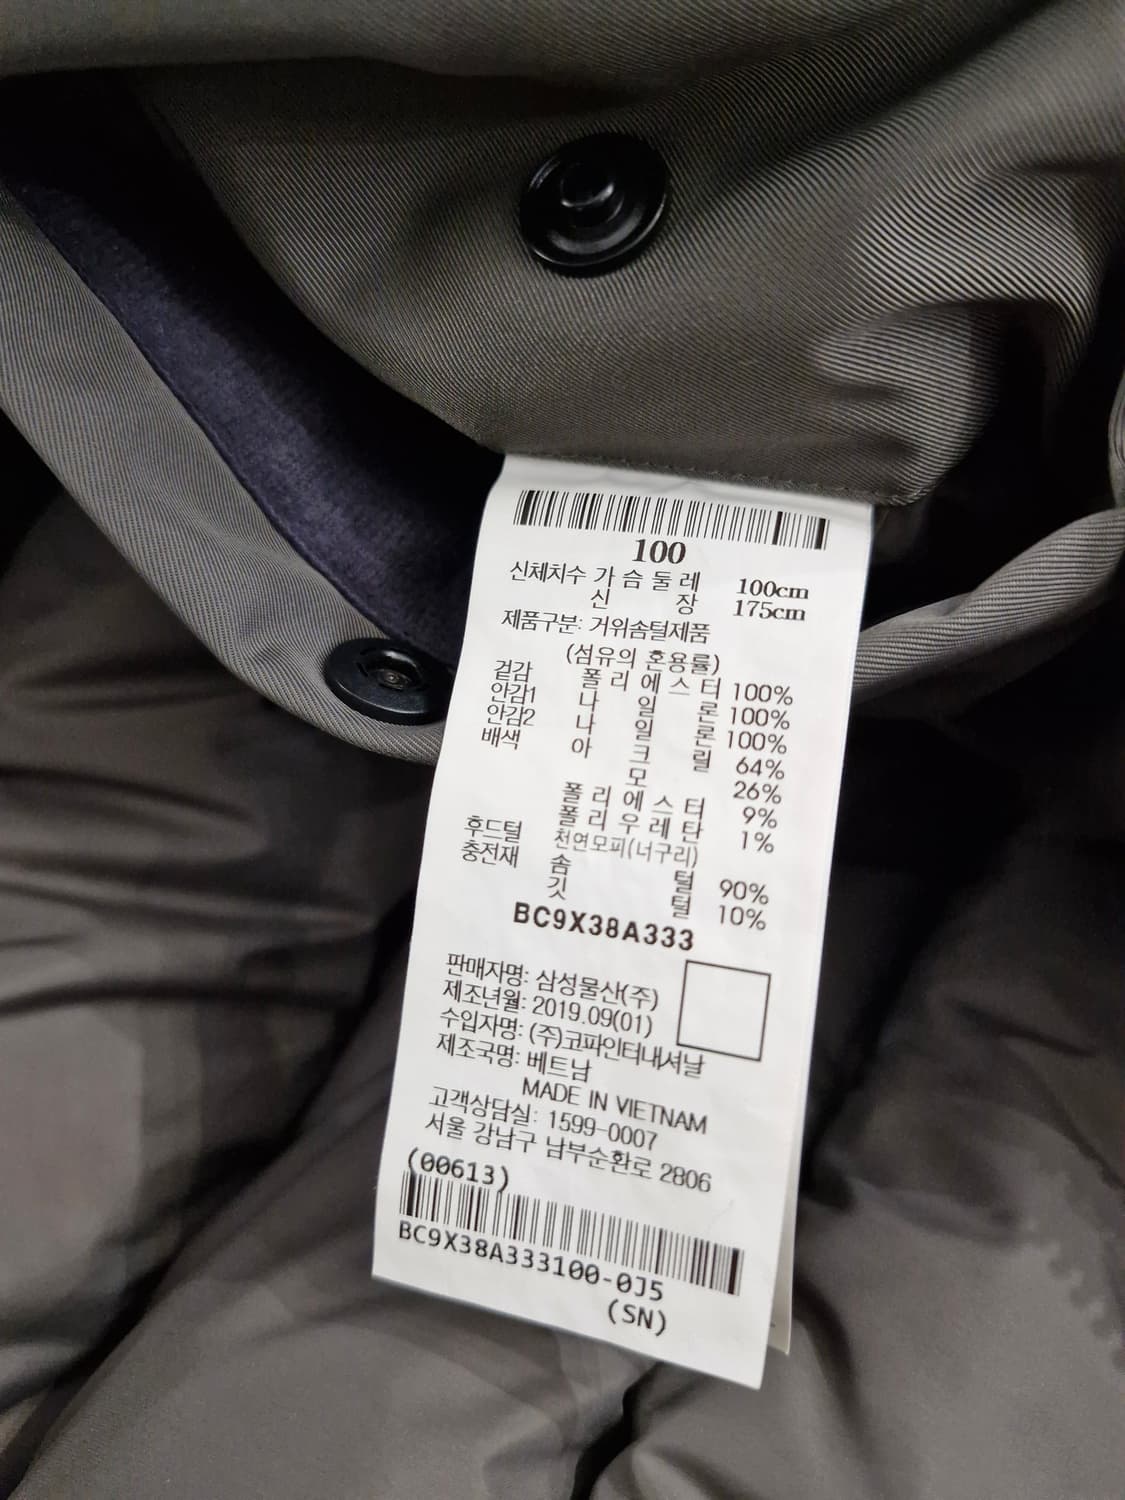 100
신체치수 가 슴 둘 레 100cm
신 장 175cm
제품구분: 거위솜털제품
(섬유의 혼용률)
겉감 폴 리 에 스 터 100%
안감1 나 일 론 100%
안감2 나 일 론 100%
배색 아 크 릴 64%
모 26%
폴 리 에 스 터 9%
폴 리 우 레 탄 1%
후드털 천연모피(너구리)
충전재 솜 털 90%
깃 털 10%
BC9X38A333
판매자명: 삼성물산(주)
제조년월: 2019.09(01)
수입자명: (주)코파인터내셔날
제조국명: 베트남
MADE IN VIETNAM
고객상담실: 1599-0007
서울 강남구 남부순환로 2806
(00613)
BC9X38A333100-0J5
(SN)